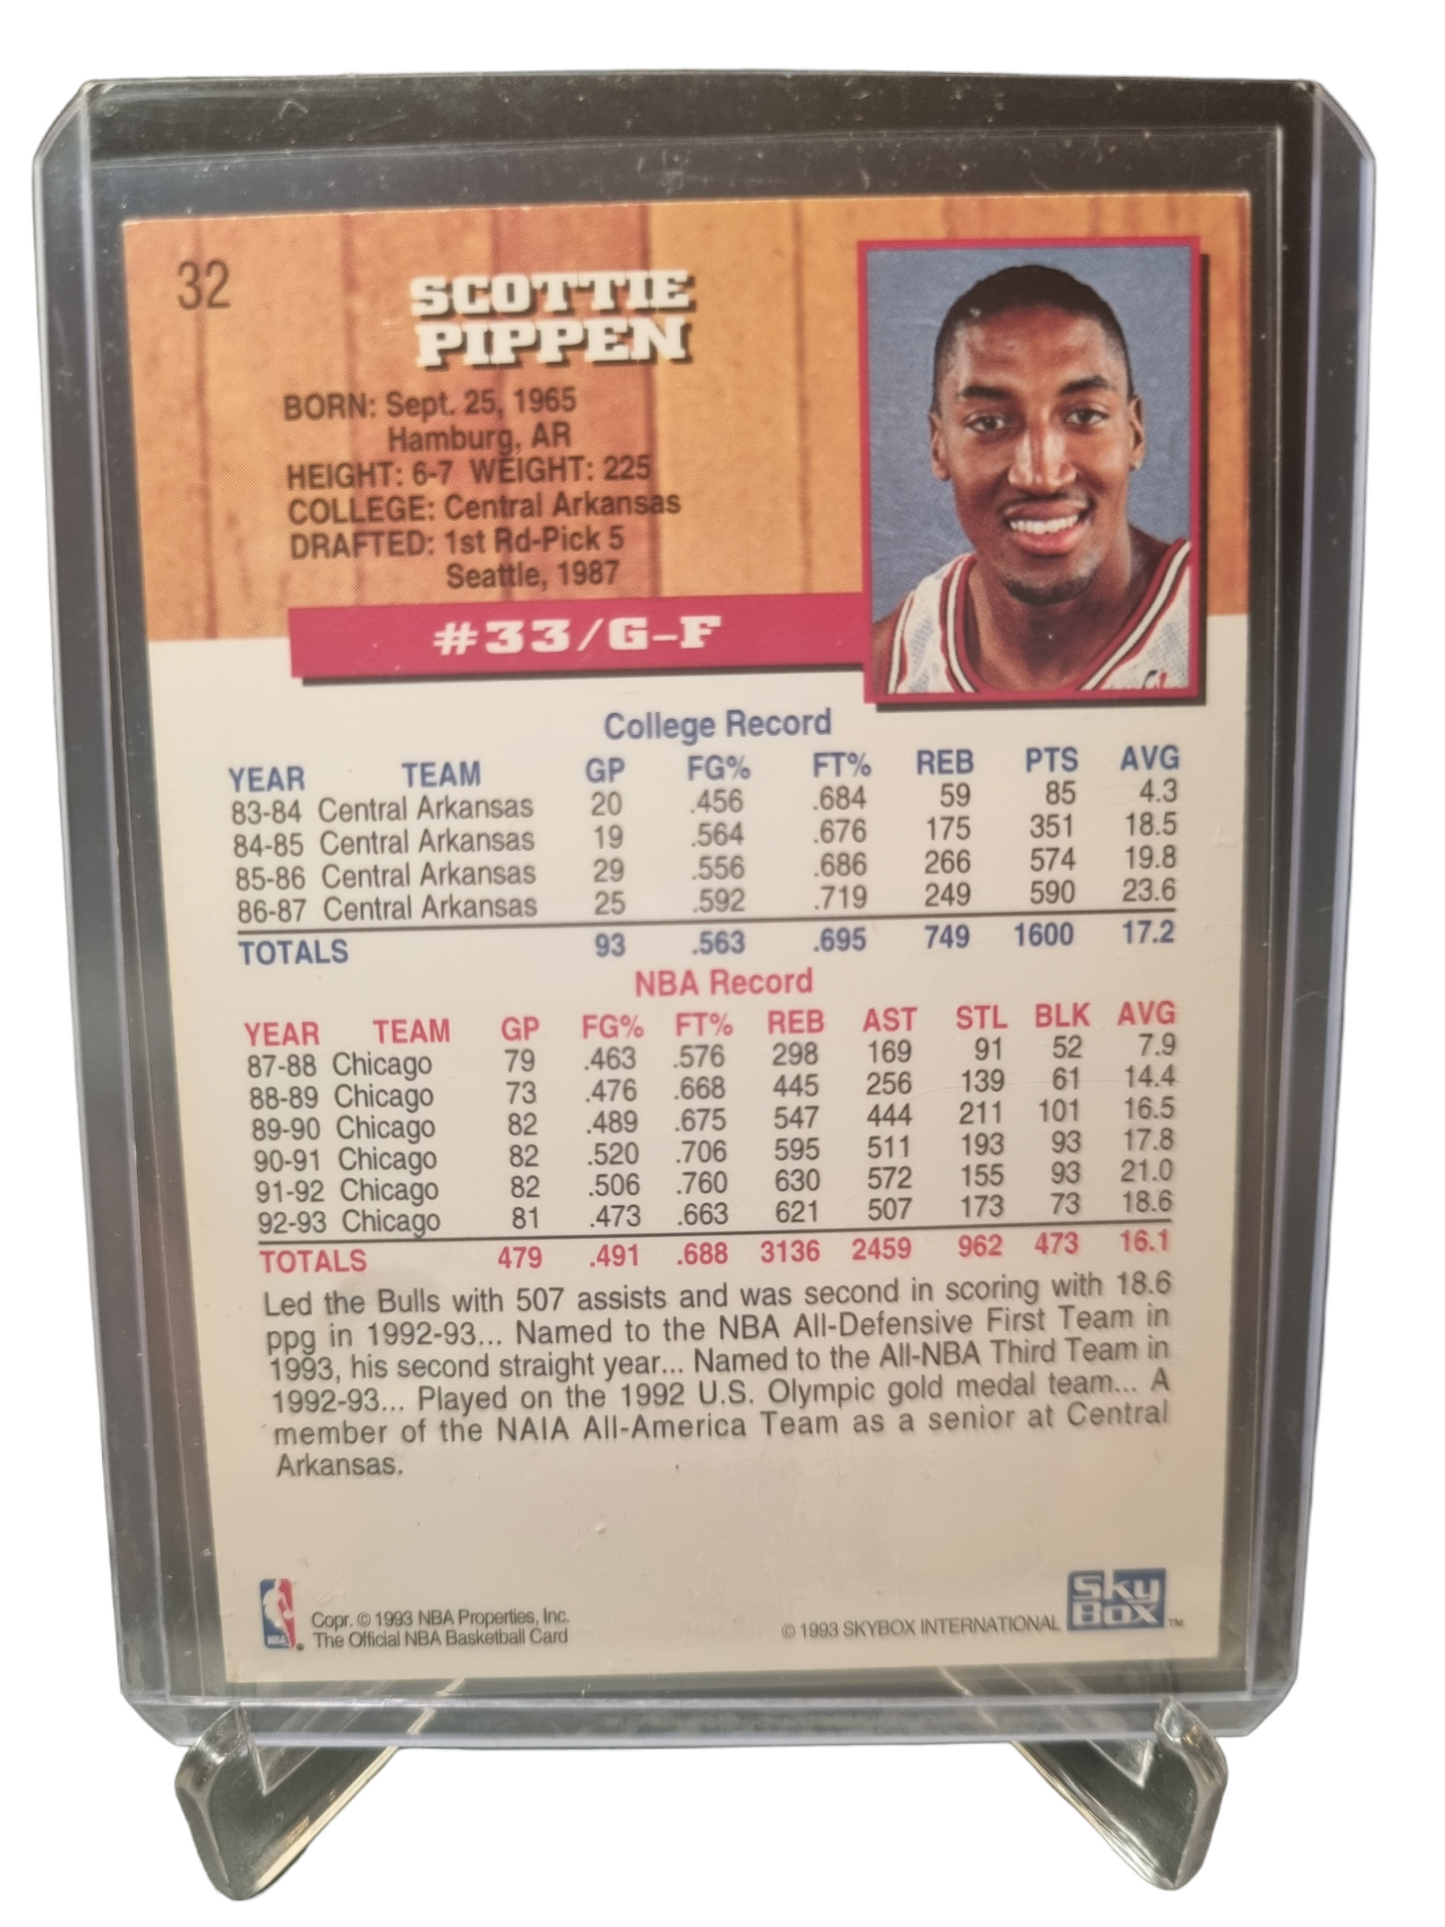 32
SCOTTIE
PIPPEN
BORN: Sept. 25, 1965
Hamburg, AR
HEIGHT: 6-7 WEIGHT: 225
COLLEGE: Central Arkansas
DRAFTED: 1st Rd-Pick 5
Seattle, 1987
#33/G-F
College Record
YEAR TEAM GP FG% FT% REB PTS AVG
83-84 Central Arkansas 20 .456 .684 59 85 4.3
84-85 Central Arkansas 19 .564 .676 175 351 18.5
85-86 Central Arkansas 29 .556 .686 266 574 19.8
86-87 Central Arkansas 25 .592 .719 249 590 23.6
TOTALS 93 .563 .695 749 1600 17.2
NBA Record
YEAR TEAM GP FG% FT% REB AST STL BLK AVG
87-88 Chicago 79 .463 .576 298 169 91 52 7.9
88-89 Chicago 73 .476 .668 445 256 139 61 14.4
89-90 Chicago 82 .489 .675 547 444 211 101 16.5
90-91 Chicago 82 .520 .706 595 511 193 93 17.8
91-92 Chicago 82 .506 .760 630 572 155 93 21.0
92-93 Chicago 81 .473 .663 621 507 173 73 18.6
TOTALS 479 .491 .688 3136 2459 962 473 16.1
Led the Bulls with 507 assists and was second in scoring with 18.6
ppg in 1992-93... Named to the NBA All-Defensive First Team in
1993, his second straight year... Named to the All-NBA Third Team in
1992-93... Played on the 1992 U.S. Olympic gold medal team... A
member of the NAIA All-America Team as a senior at Central
Arkansas.
NBA ®
Copr. © 1993 NBA Properties, Inc.
The Official NBA Basketball Card
© 1993 SKYBOX INTERNATIONAL
Sky
Box ™